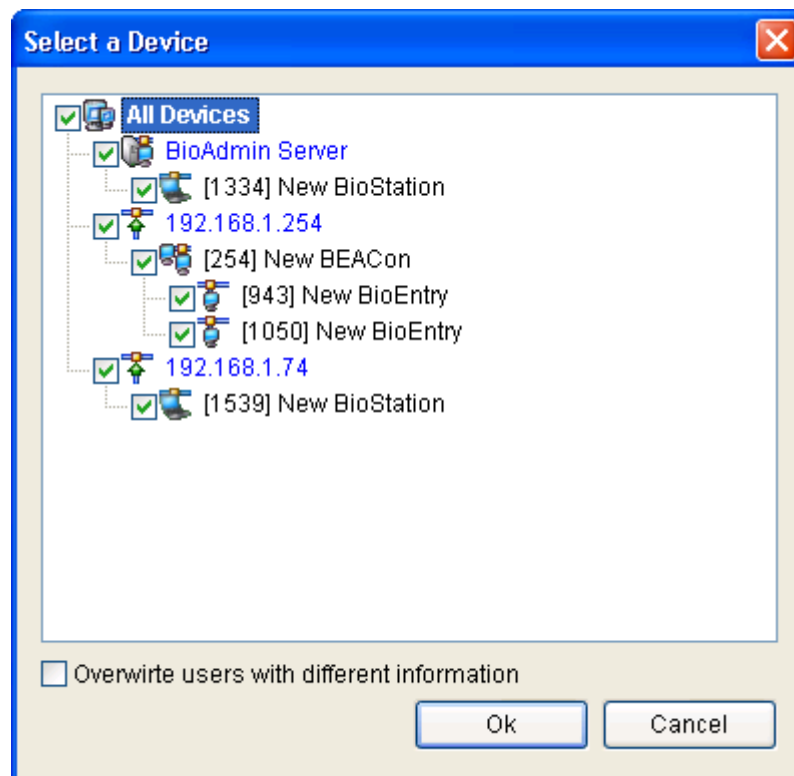 Select a Device
All Devices
BioAdmin Server
[1334] New BioStation
192.168.1.254
[254] New BEACon
[943] New BioEntry
[1050] New BioEntry
192.168.1.74
[1539] New BioStation
Overwirte users with different information
Ok Cancel